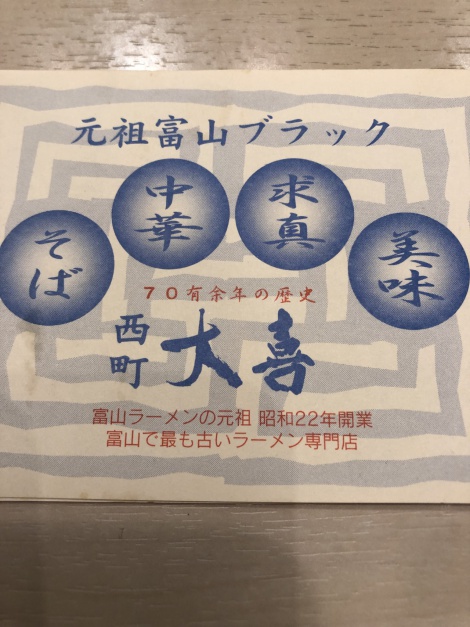 元祖富山ブラック
美味
求真
中華
そば
70有余年の歴史
西町
大喜
富山ラーメンの元祖 昭和22年開業
富山で最も古いラーメン専門店